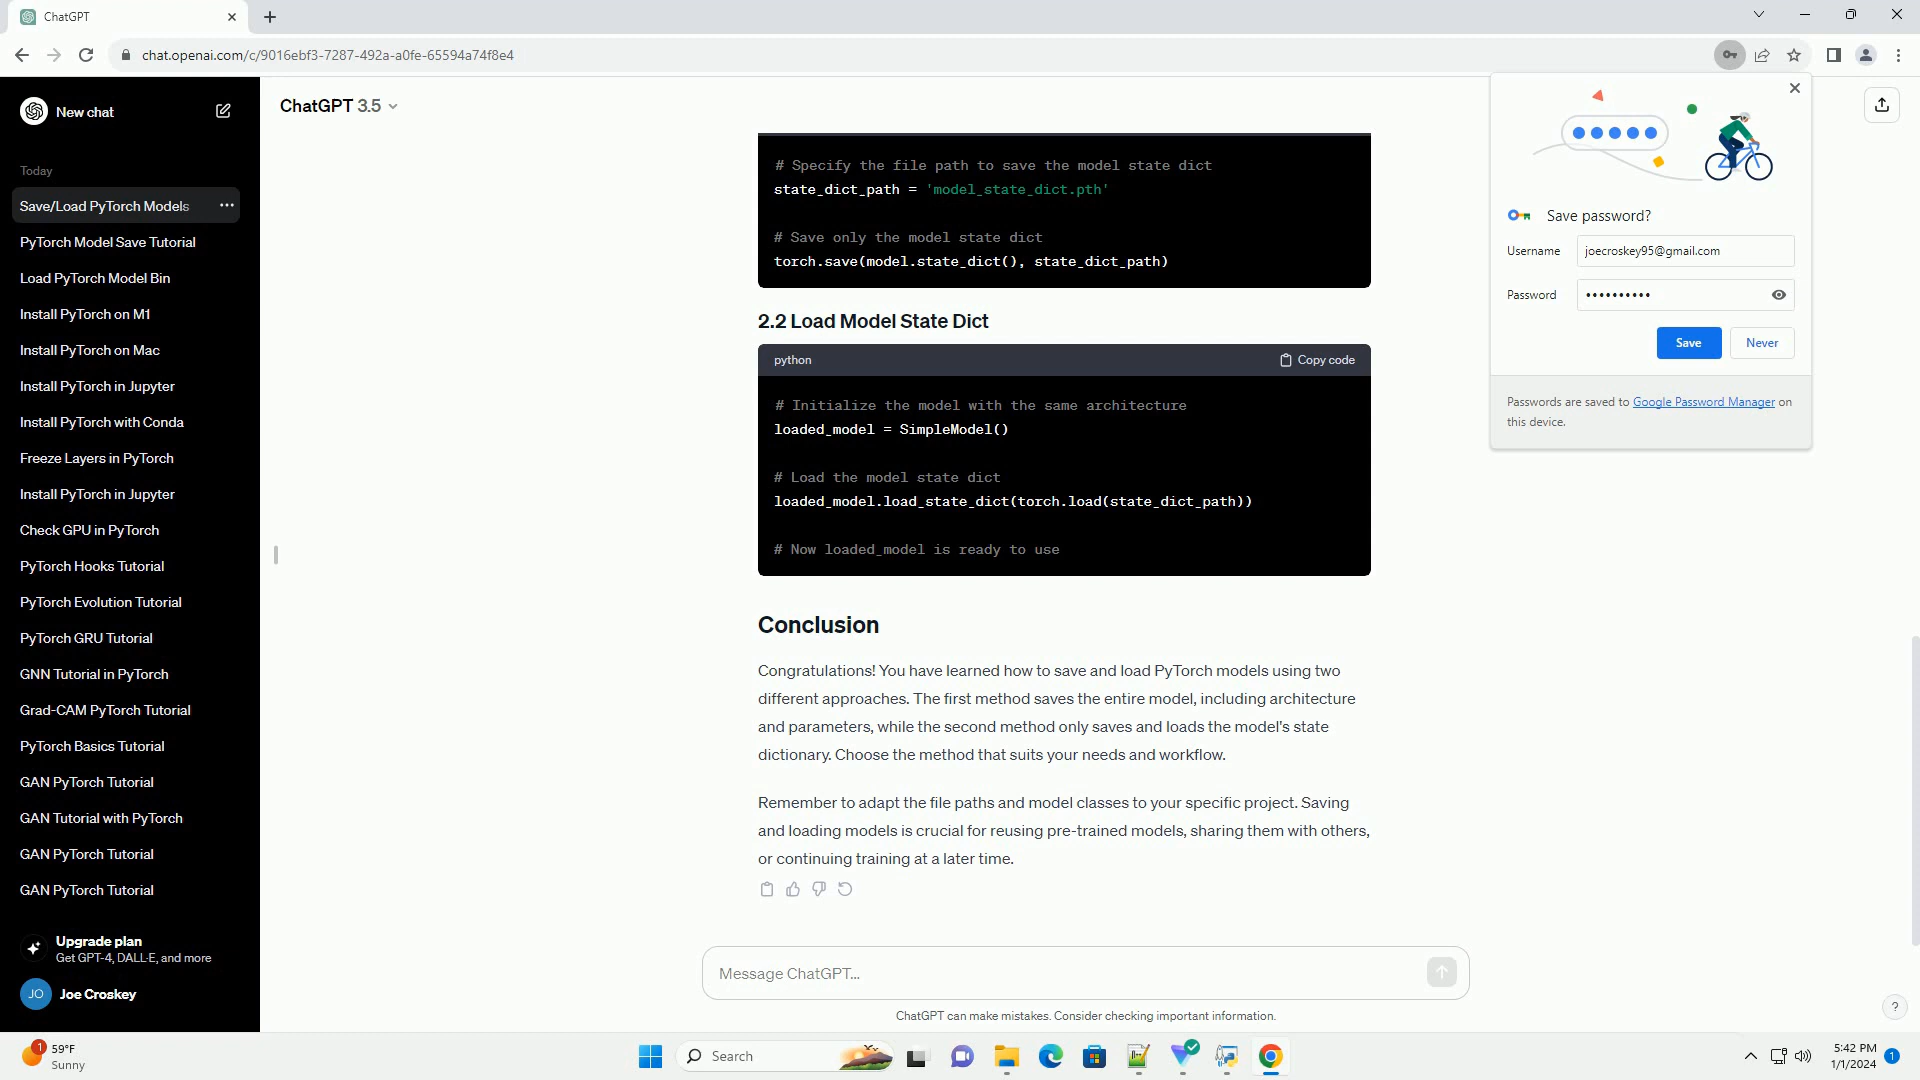 ChatGPT
chat.openai.com/c/9016ebf3-7287-492a-a0fe-65594a74f8e4
New chat
Today
Save/Load PyTorch Models
PyTorch Model Save Tutorial
Load PyTorch Model Bin
Install PyTorch on M1
Install PyTorch on Mac
Install PyTorch in Jupyter
Install PyTorch with Conda
Freeze Layers in PyTorch
Install PyTorch in Jupyter
Check GPU in PyTorch
PyTorch Hooks Tutorial
PyTorch Evolution Tutorial
PyTorch GRU Tutorial
GNN Tutorial in PyTorch
Grad-CAM PyTorch Tutorial
PyTorch Basics Tutorial
GAN PyTorch Tutorial
GAN Tutorial with PyTorch
GAN PyTorch Tutorial
GAN PyTorch Tutorial
Upgrade plan
Get GPT-4, DALL·E, and more
JO Joe Croskey
ChatGPT 3.5
# Specify the file path to save the model state dict
state_dict_path = 'model_state_dict.pth'
# Save only the model state dict
torch.save(model.state_dict(), state_dict_path)
2.2 Load Model State Dict
python Copy code
# Initialize the model with the same architecture
loaded_model = SimpleModel()
# Load the model state dict
loaded_model.load_state_dict(torch.load(state_dict_path))
# Now loaded_model is ready to use
Conclusion
Congratulations! You have learned how to save and load PyTorch models using two
different approaches. The first method saves the entire model, including architecture
and parameters, while the second method only saves and loads the model's state
dictionary. Choose the method that suits your needs and workflow.
Remember to adapt the file paths and model classes to your specific project. Saving
and loading models is crucial for reusing pre-trained models, sharing them with others,
or continuing training at a later time.
Message ChatGPT...
ChatGPT can make mistakes. Consider checking important information.
?
Save password?
Username joecroskey95@gmail.com
Password ••••••••••
Save Never
Passwords are saved to Google Password Manager on
this device.
1
59°F
Sunny
Search
5:42 PM
1/1/2024
1